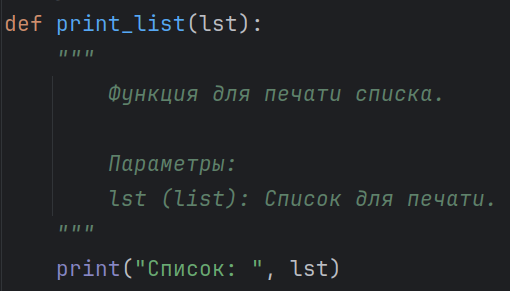 def print_list(lst):
"""
Функция для печати списка.
Параметры:
lst (list): Список для печати.
"""
print("Список: ", lst)